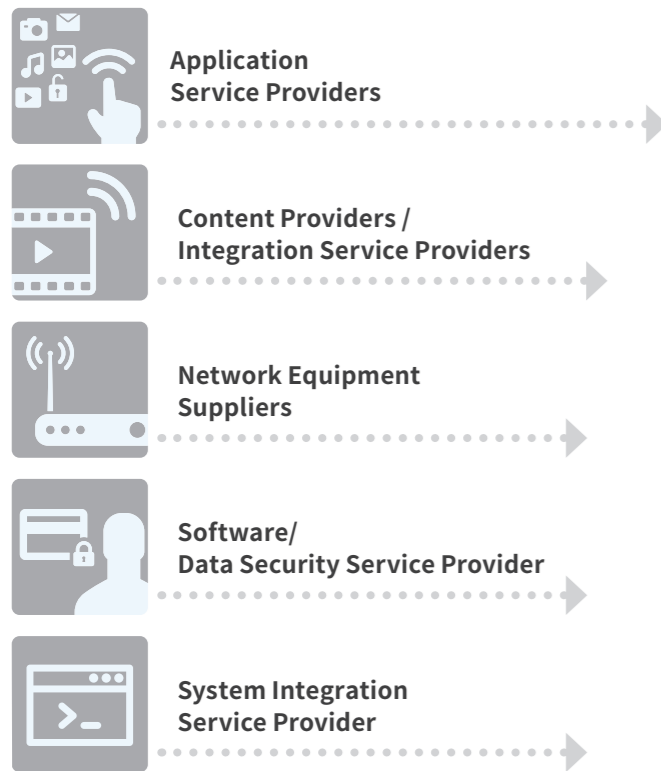 Application
Service Providers
Content Providers /
Integration Service Providers
Network Equipment
Suppliers
Software/
Data Security Service Provider
System Integration
Service Provider